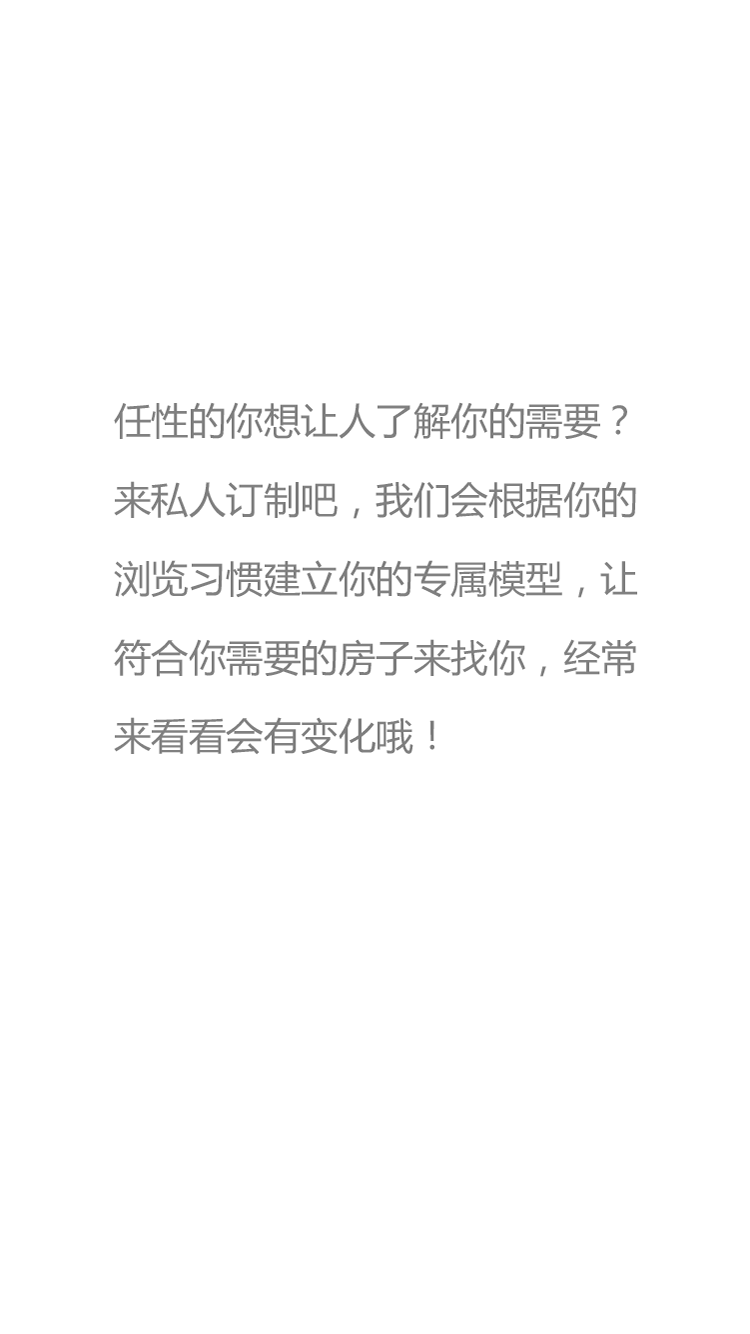 任性的你想让人了解你的需要？
来私人订制吧，我们会根据你的
浏览习惯建立你的专属模型，让
符合你需要的房子来找你，经常
来看看会有变化哦！